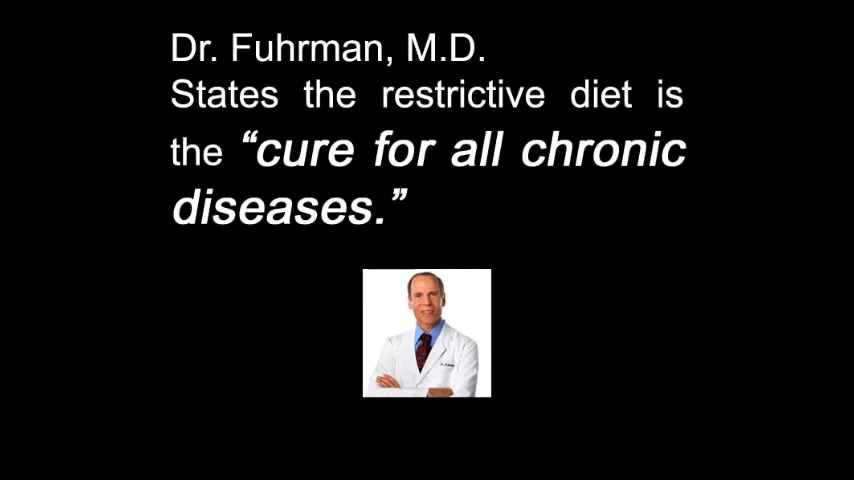 Dr. Fuhrman, M.D.
States the restrictive diet is
the “cure for all chronic
diseases.”